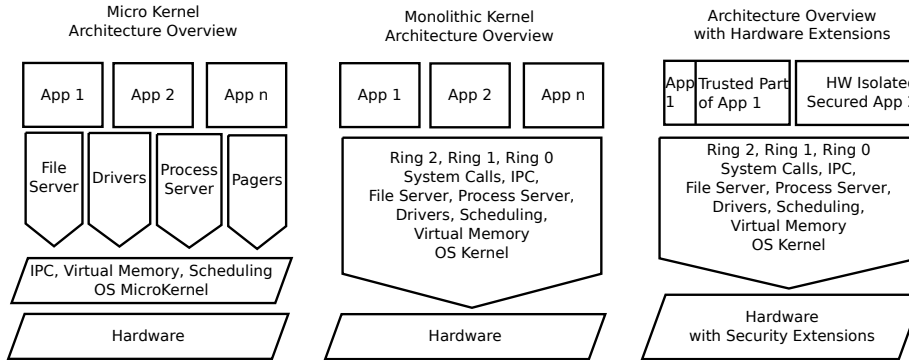 Micro Kernel
Architecture Overview
App 1
App 2
App n
File
Server
Drivers
Process
Server
Pagers
IPC, Virtual Memory, Scheduling
OS MicroKernel
Hardware
Monolithic Kernel
Architecture Overview
App 1
App 2
App n
Ring 2, Ring 1, Ring 0
System Calls, IPC,
File Server, Process Server,
Drivers, Scheduling,
Virtual Memory
OS Kernel
Hardware
Architecture Overview
with Hardware Extensions
App
1
Trusted Part
of App 1
HW Isolated
Secured App
Ring 2, Ring 1, Ring 0
System Calls, IPC,
File Server, Process Server,
Drivers, Scheduling,
Virtual Memory
OS Kernel
Hardware
with Security Extensions